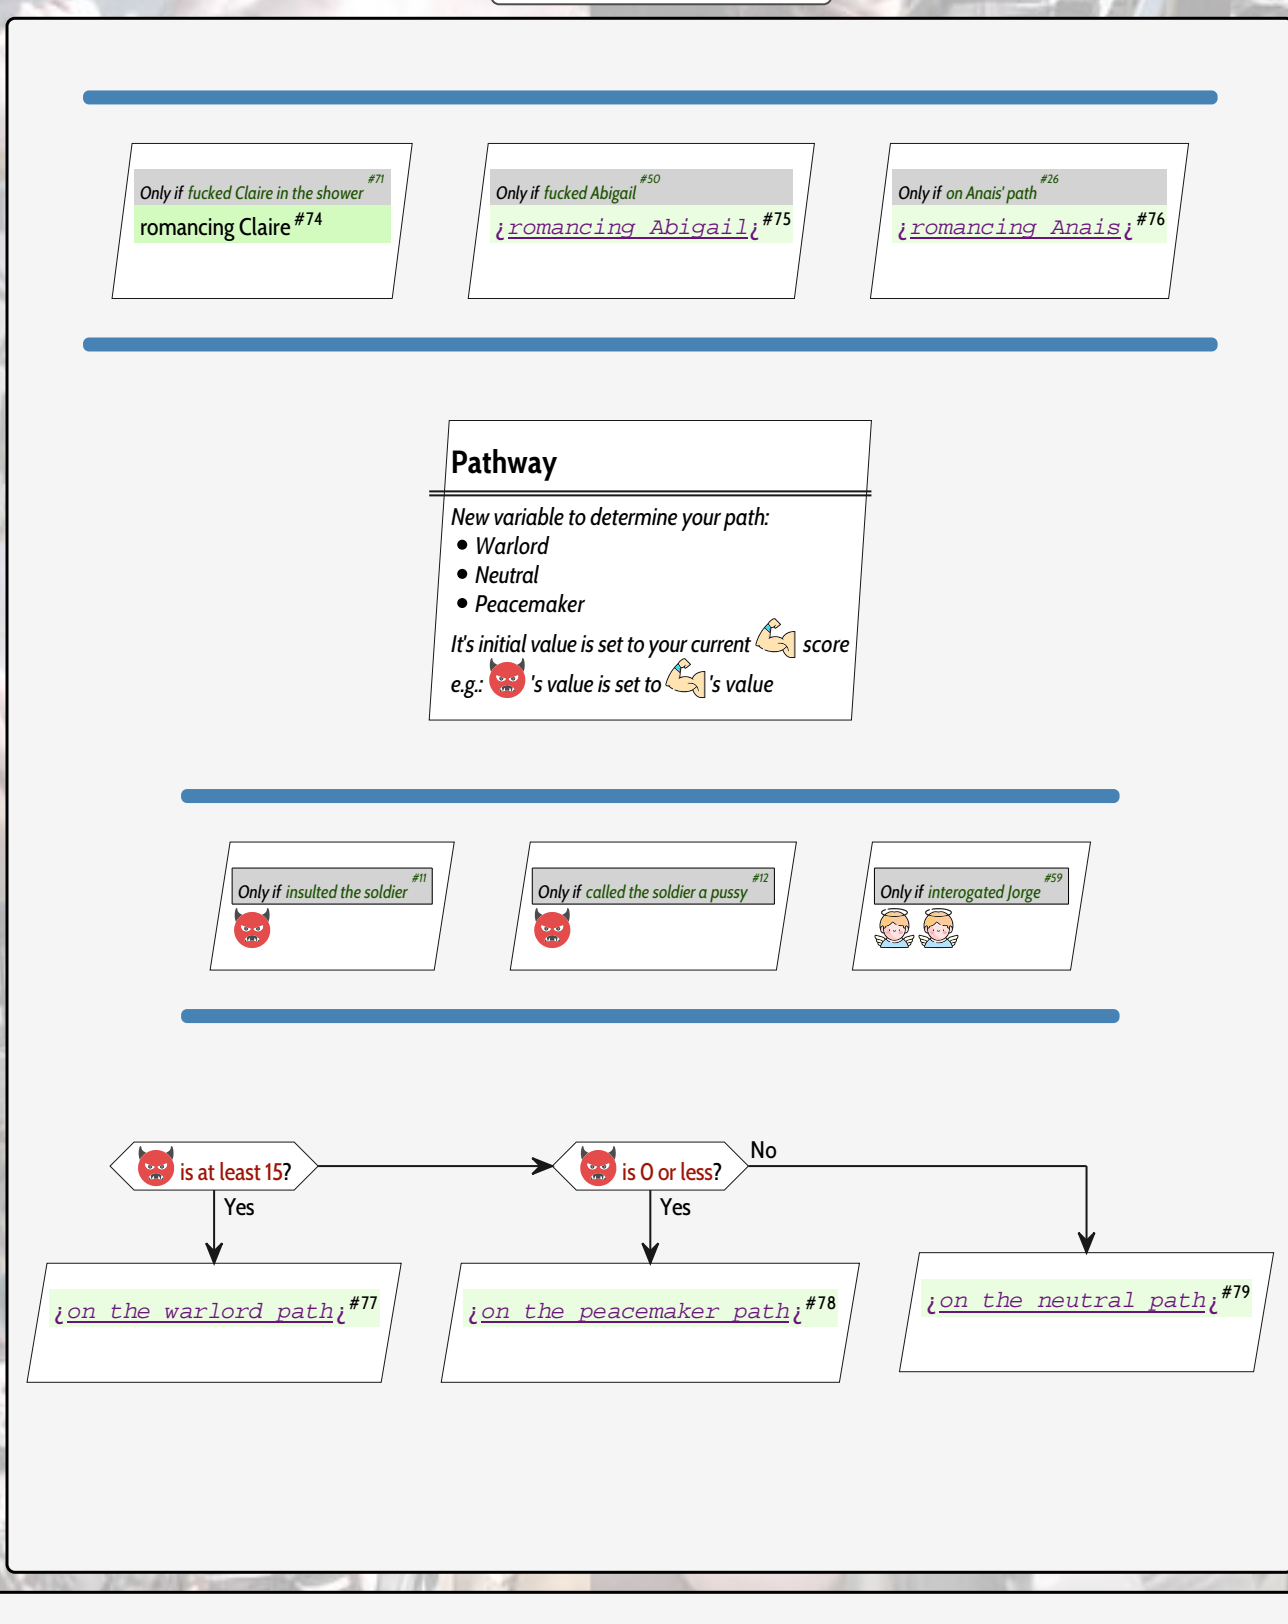 Only if fucked Claire in the shower #71
romancing Claire #74
Only if fucked Abigail #50
¿romancing Abigail¿ #75
Only if on Anais' path #26
¿romancing Anais¿ #76
Pathway
New variable to determine your path:
• Warlord
• Neutral
• Peacemaker
It's initial value is set to your current score
e.g.: 's value is set to 's value
Only if insulted the soldier #11
Only if called the soldier a pussy #12
Only if interogated Jorge #59
is at least 15?
is 0 or less?
No
Yes
Yes
¿on the warlord path¿ #77
¿on the peacemaker path¿ #78
¿on the neutral path¿ #79